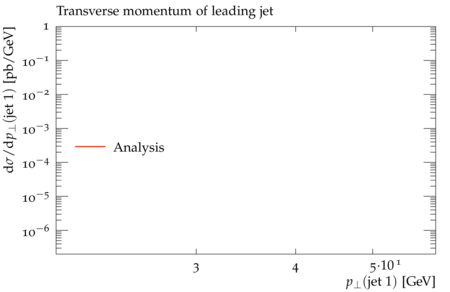 Transverse momentum of leading jet
dσ/dp⊥(jet 1) [pb/GeV]
1
10⁻¹
10⁻²
10⁻³
10⁻⁴
10⁻⁵
10⁻⁶
Analysis
3 4 5·10¹
p⊥(jet 1) [GeV]